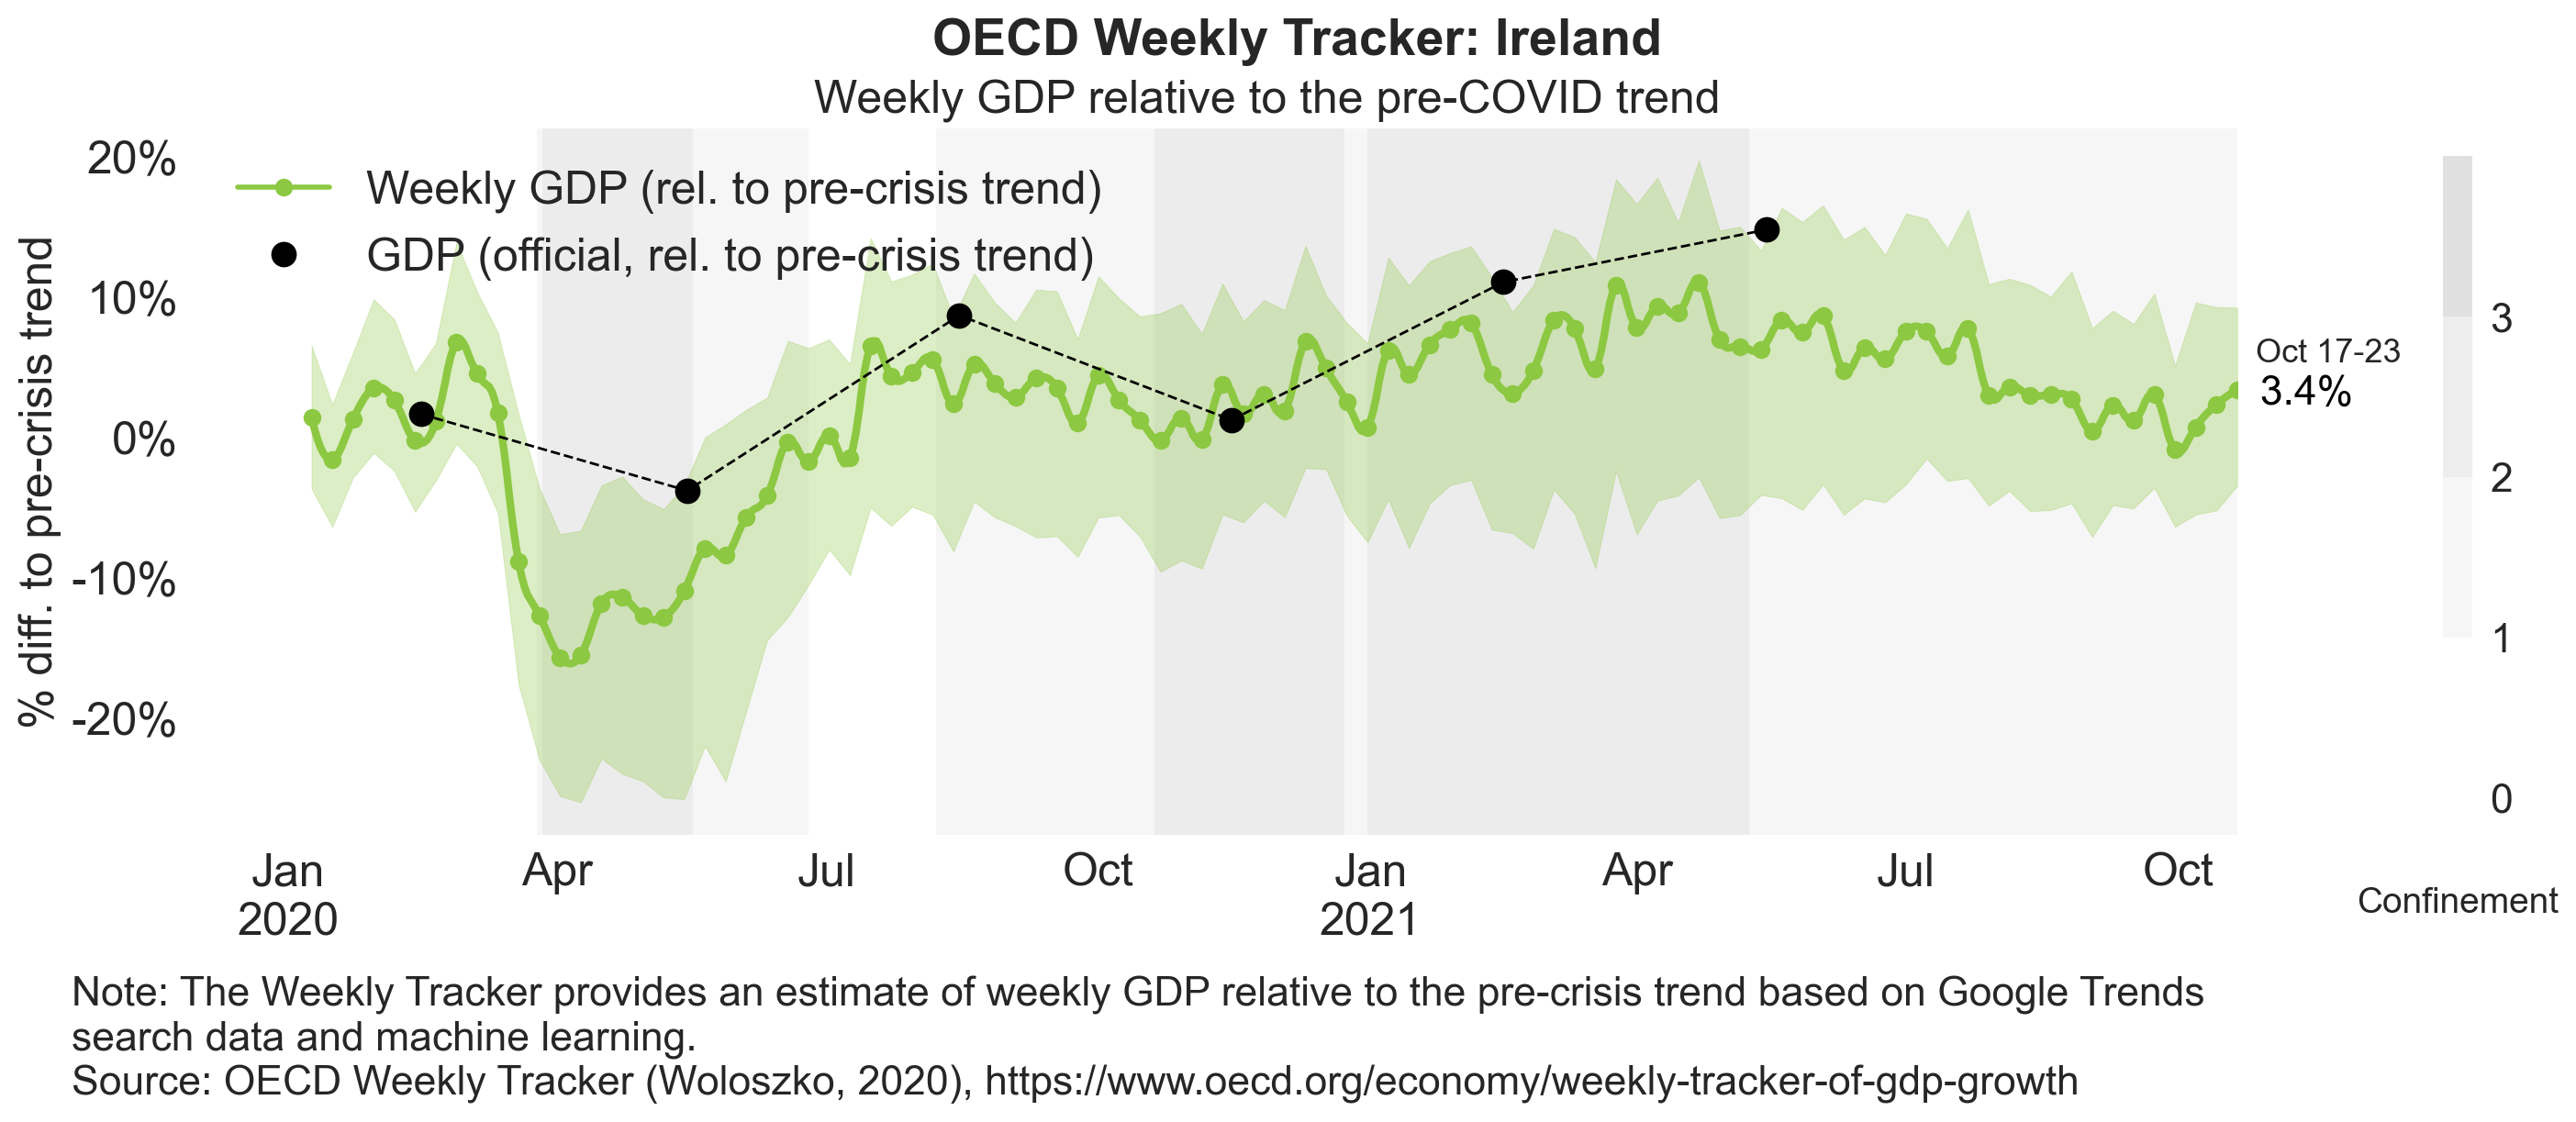 OECD Weekly Tracker: Ireland
Weekly GDP relative to the pre-COVID trend
% diff. to pre-crisis trend
20%
10%
0%
-10%
-20%
Weekly GDP (rel. to pre-crisis trend)
GDP (official, rel. to pre-crisis trend)
Oct 17-23
3.4%
3
2
1
0
Confinement
Jan Apr Jul Oct Jan Apr Jul Oct
2020 2021
Note: The Weekly Tracker provides an estimate of weekly GDP relative to the pre-crisis trend based on Google Trends
search data and machine learning.
Source: OECD Weekly Tracker (Woloszko, 2020), https://www.oecd.org/economy/weekly-tracker-of-gdp-growth